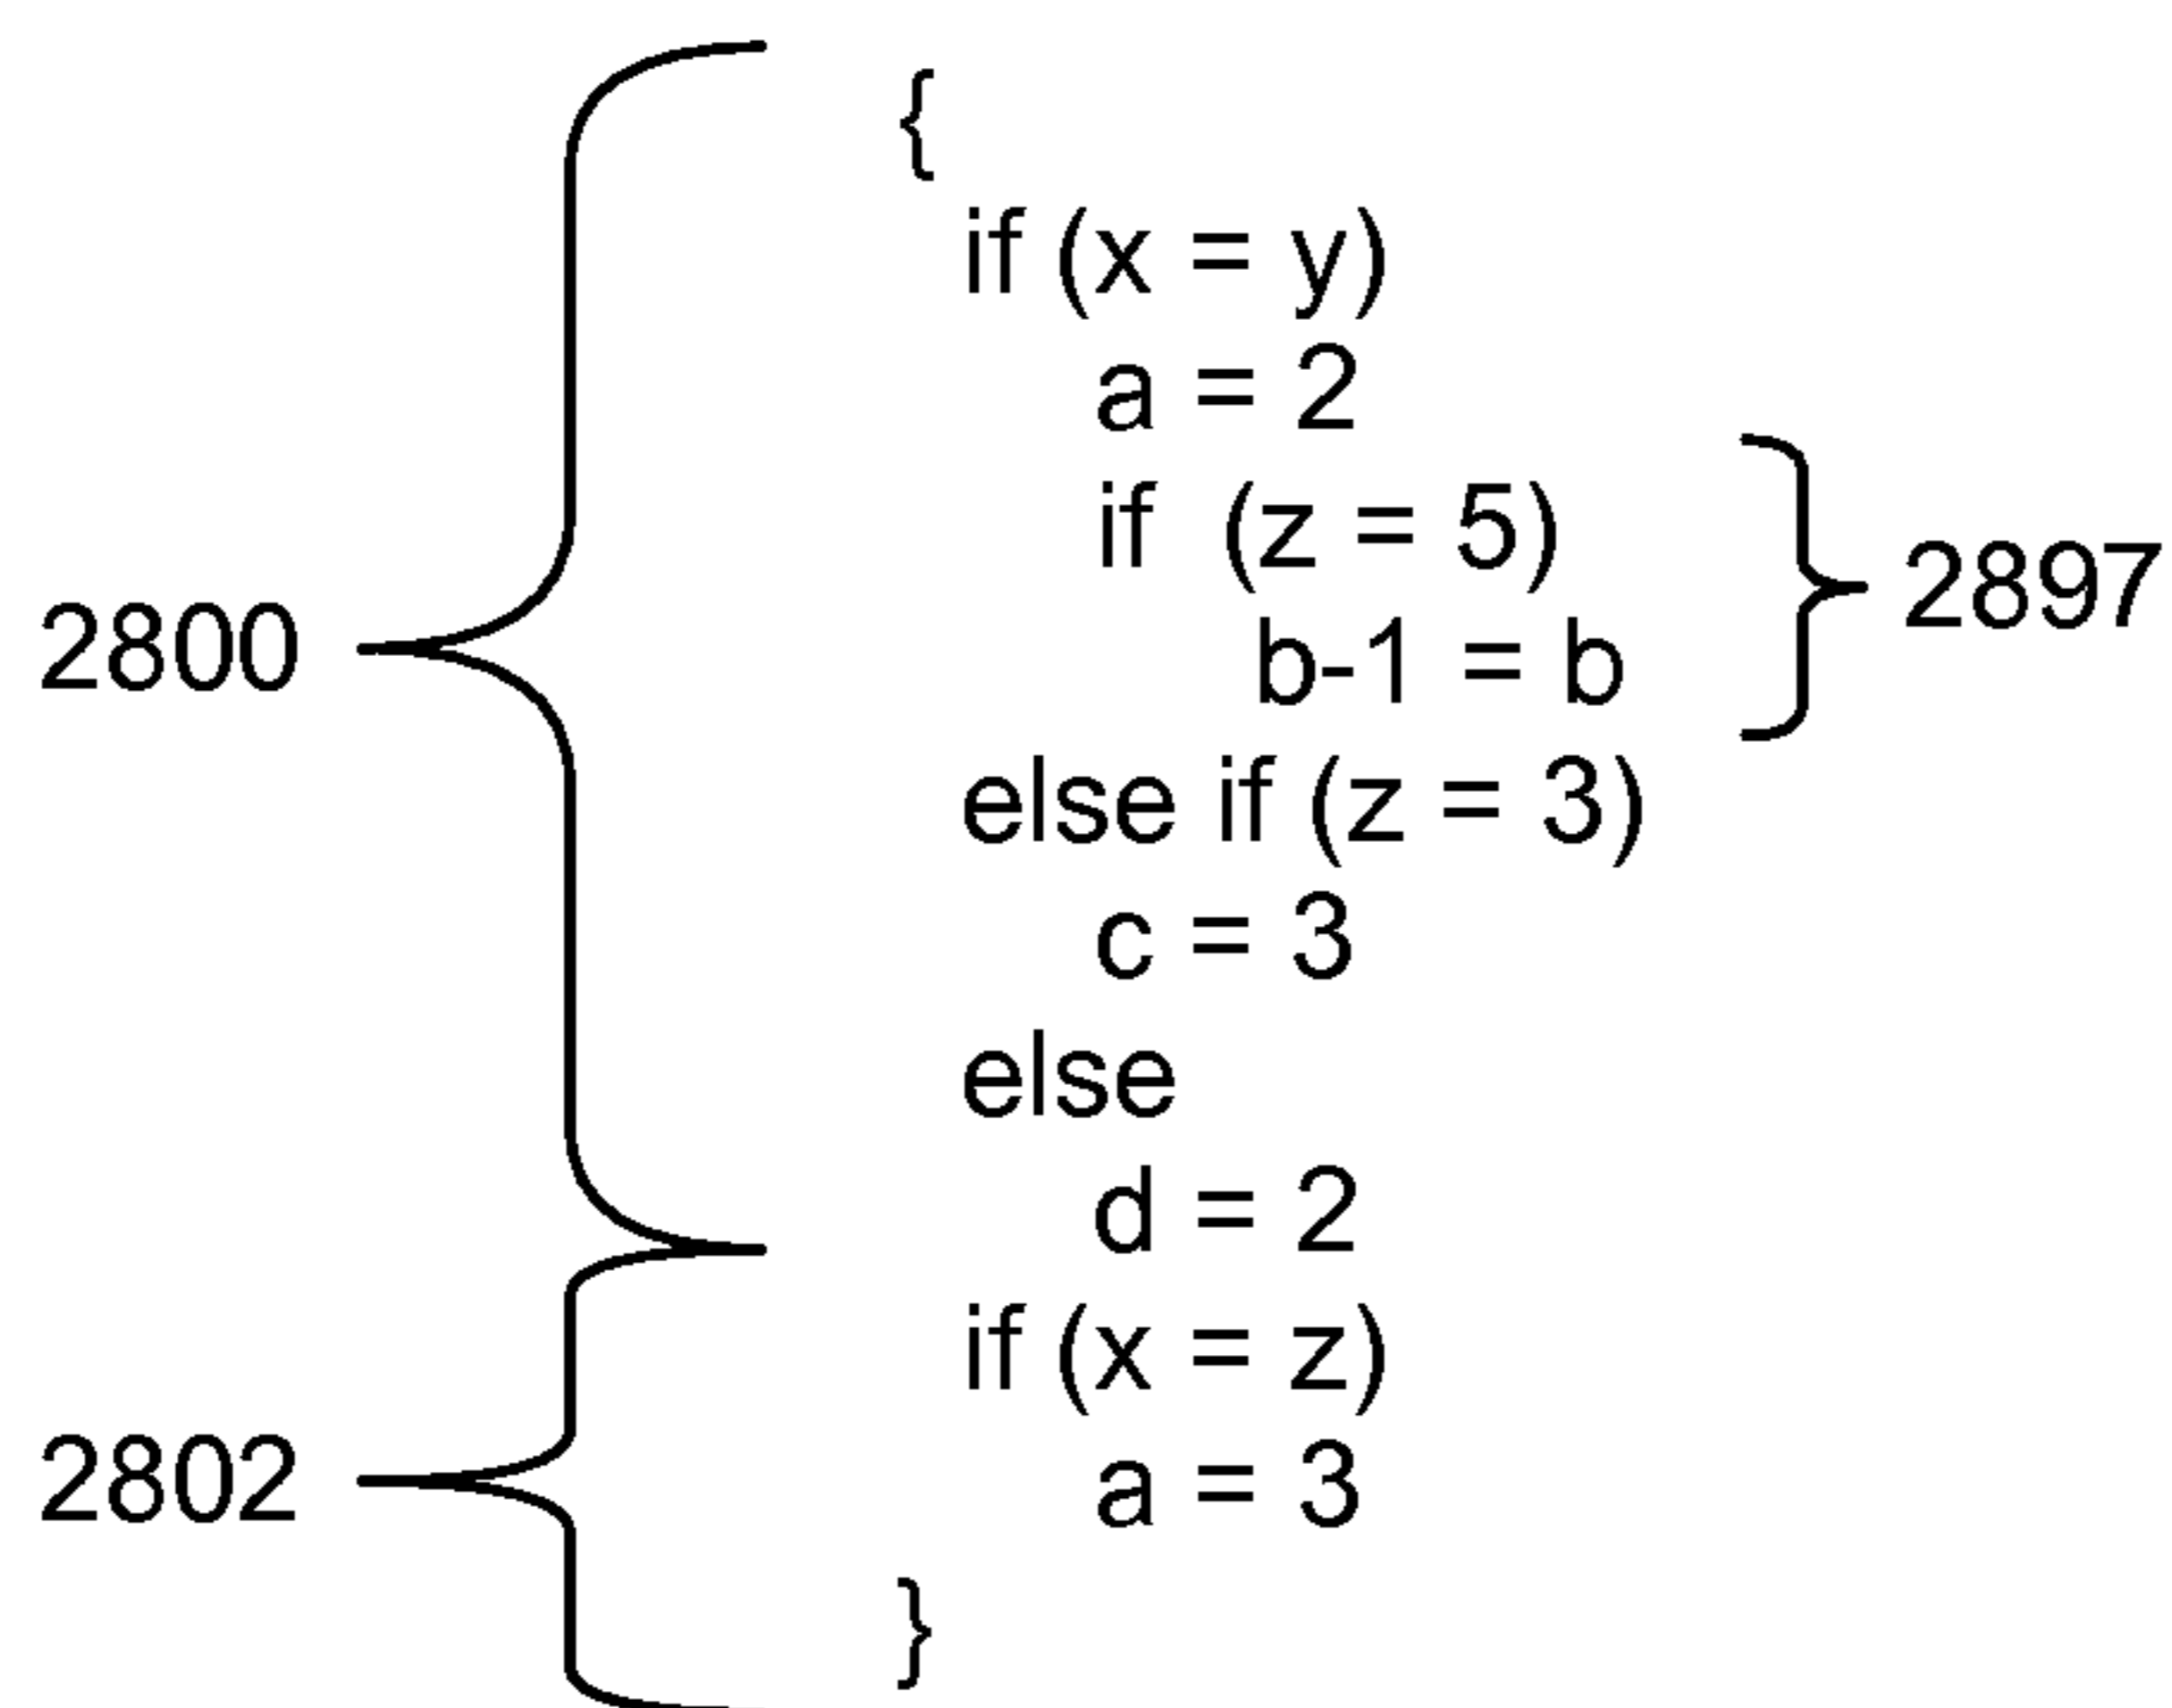 {
if (x = y)
a = 2
if (z = 5)
2897
b-1 = b
2800
else if (z = 3)
c = 3
else
d = 2
if (x = z)
2802
a = 3
}